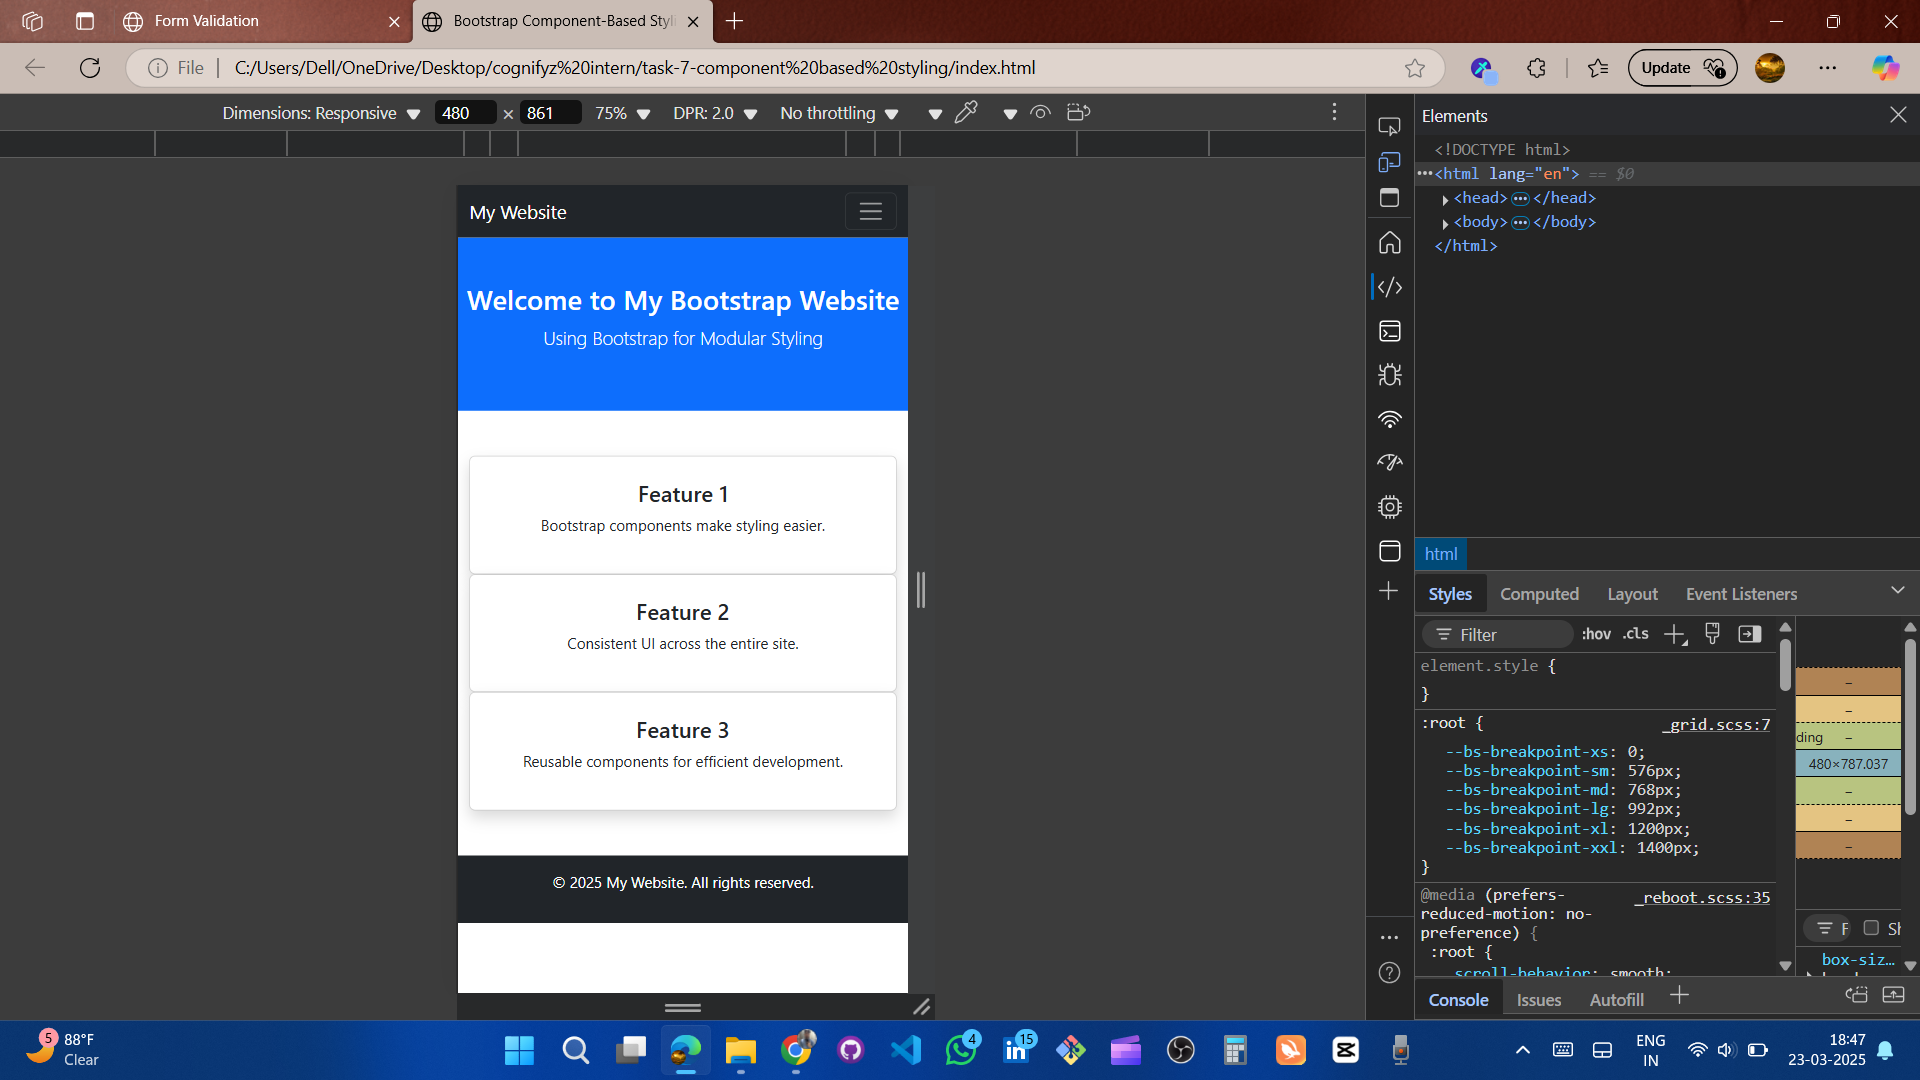 Form Validation
Bootstrap Component-Based Styli
File
C:/Users/Dell/OneDrive/Desktop/cognifyz%20intern/task-7-component%20based%20styling/index.html
Update
Dimensions: Responsive
480 × 861
75%
DPR: 2.0
No throttling
My Website
Welcome to My Bootstrap Website
Using Bootstrap for Modular Styling
Feature 1
Bootstrap components make styling easier.
Feature 2
Consistent UI across the entire site.
Feature 3
Reusable components for efficient development.
© 2025 My Website. All rights reserved.
Elements
<!DOCTYPE html>
<html lang="en"> == $0
<head> ••• </head>
<body> ••• </body>
</html>
html
Styles
Computed
Layout
Event Listeners
Filter
:hov .cls
element.style {
}
:root {
_grid.scss:7
--bs-breakpoint-xs: 0;
--bs-breakpoint-sm: 576px;
--bs-breakpoint-md: 768px;
--bs-breakpoint-lg: 992px;
--bs-breakpoint-xl: 1200px;
--bs-breakpoint-xxl: 1400px;
}
@media (prefers-
_reboot.scss:35
reduced-motion: no-
preference) {
:root {
scroll-behavior: smooth;
ding
480×787.037
F
Sh
box-siz...
Console
Issues
Autofill
5
88°F
Clear
4
15
ENG
IN
18:47
23-03-2025